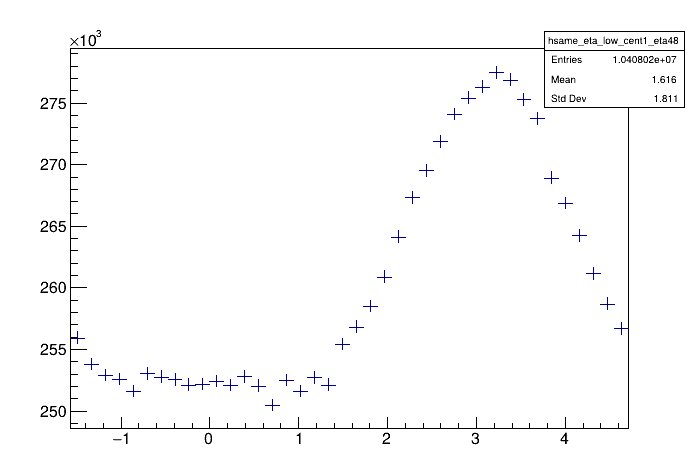 ×10³
hsame_eta_low_cent1_eta48
Entries 1.040802e+07
Mean 1.616
Std Dev 1.811
275
270
265
260
255
250
−1 0 1 2 3 4